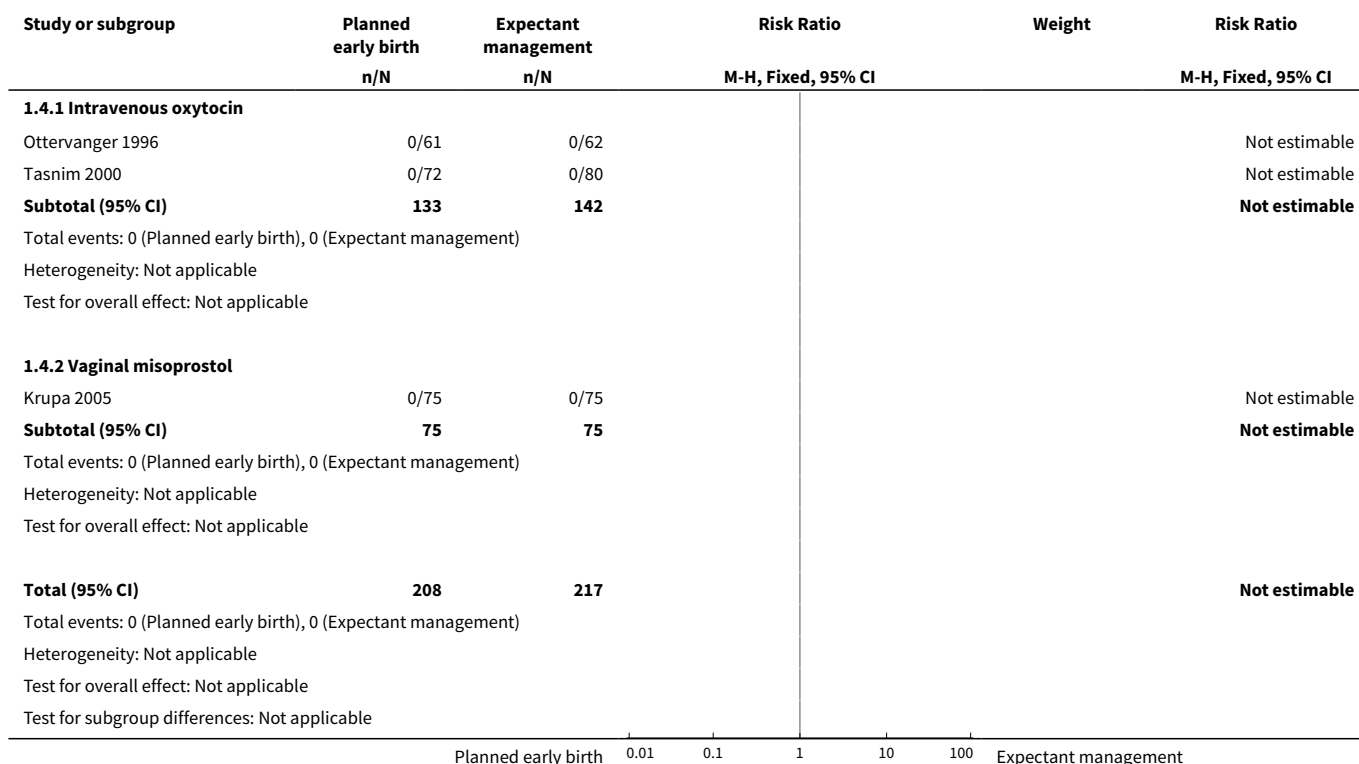 Study or subgroup Planned early birth Expectant management Risk Ratio Weight Risk Ratio
n/N n/N M-H, Fixed, 95% CI M-H, Fixed, 95% CI
1.4.1 Intravenous oxytocin
Ottervanger 1996 0/61 0/62 Not estimable
Tasnim 2000 0/72 0/80 Not estimable
Subtotal (95% CI) 133 142 Not estimable
Total events: 0 (Planned early birth), 0 (Expectant management)
Heterogeneity: Not applicable
Test for overall effect: Not applicable
1.4.2 Vaginal misoprostol
Krupa 2005 0/75 0/75 Not estimable
Subtotal (95% CI) 75 75 Not estimable
Total events: 0 (Planned early birth), 0 (Expectant management)
Heterogeneity: Not applicable
Test for overall effect: Not applicable
Total (95% CI) 208 217 Not estimable
Total events: 0 (Planned early birth), 0 (Expectant management)
Heterogeneity: Not applicable
Test for overall effect: Not applicable
Test for subgroup differences: Not applicable
Planned early birth 0.01 0.1 1 10 100 Expectant management